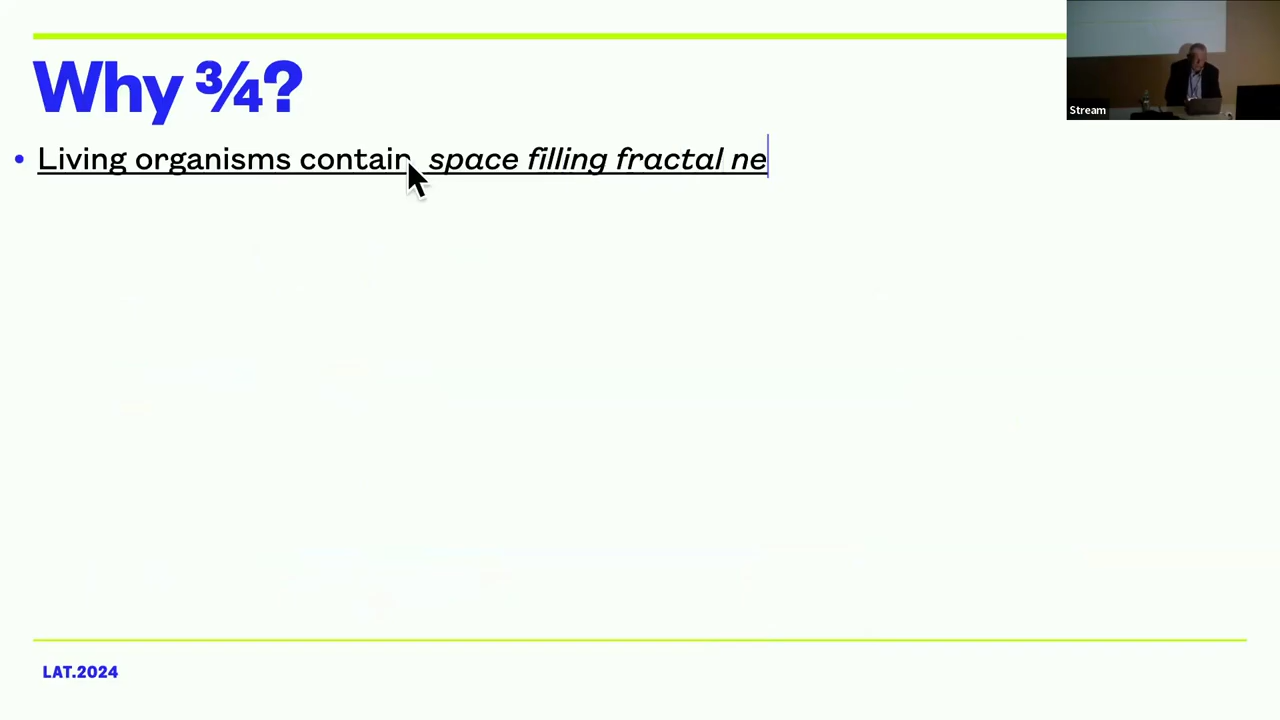 Stream
Why ¾?
• Living organisms contain space filling fractal ne
LAT.2024